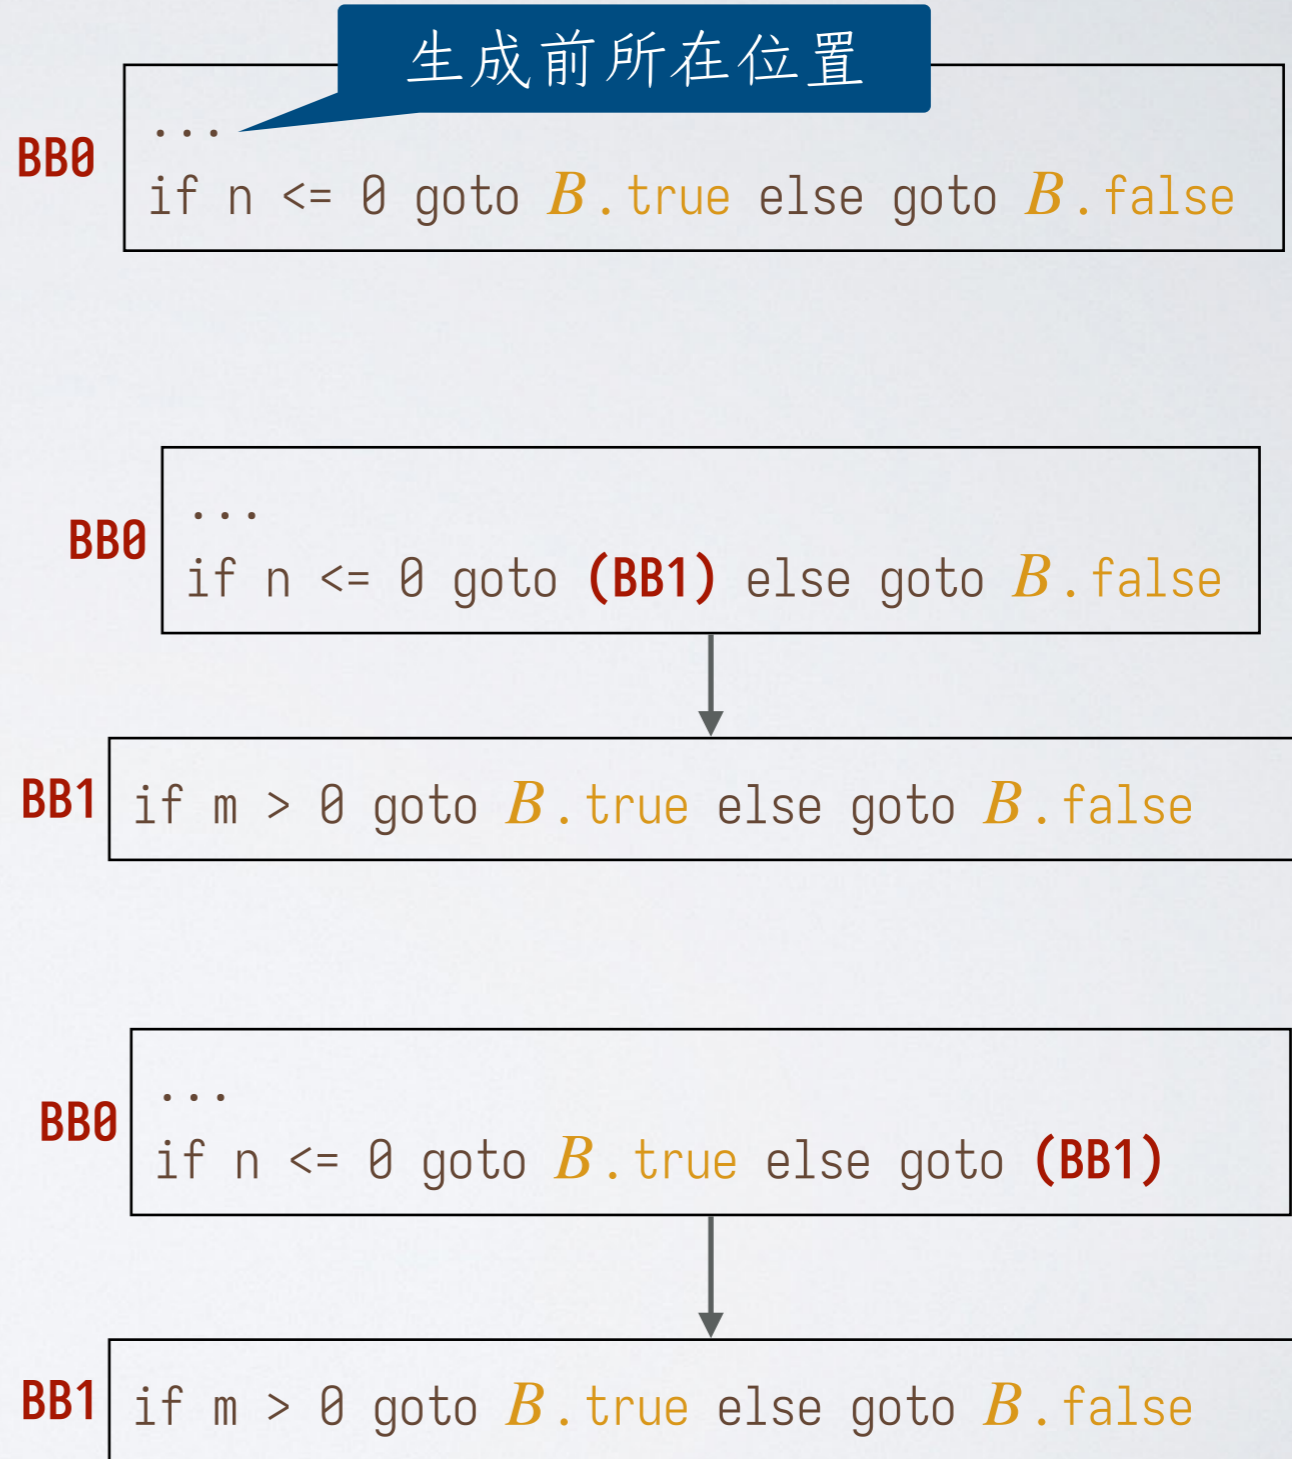 生成前所在位置
...
BB0
if n <= 0 goto B.true else goto B.false
...
BB0
if n <= 0 goto (BB1) else goto B.false
BB1 if m > 0 goto B.true else goto B.false
...
BB0
if n <= 0 goto B.true else goto (BB1)
BB1 if m > 0 goto B.true else goto B.false